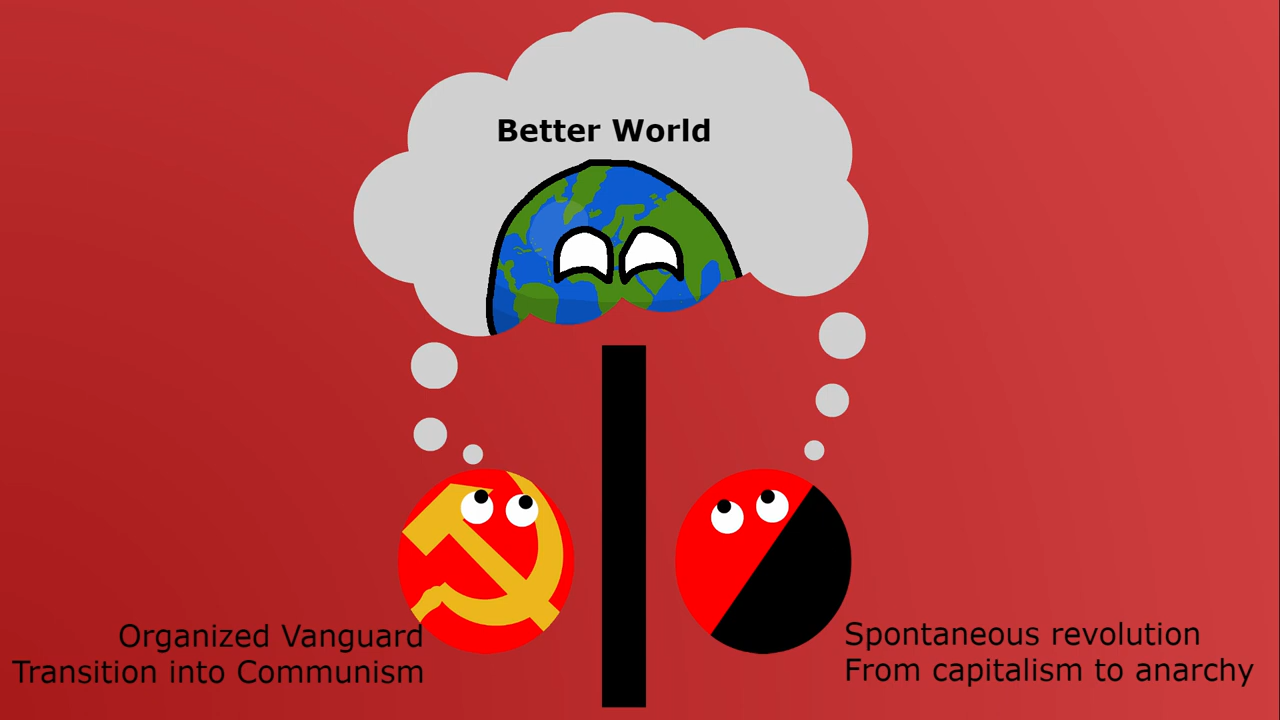 Better World
Organized Vanguard
Transition into Communism
Spontaneous revolution
From capitalism to anarchy